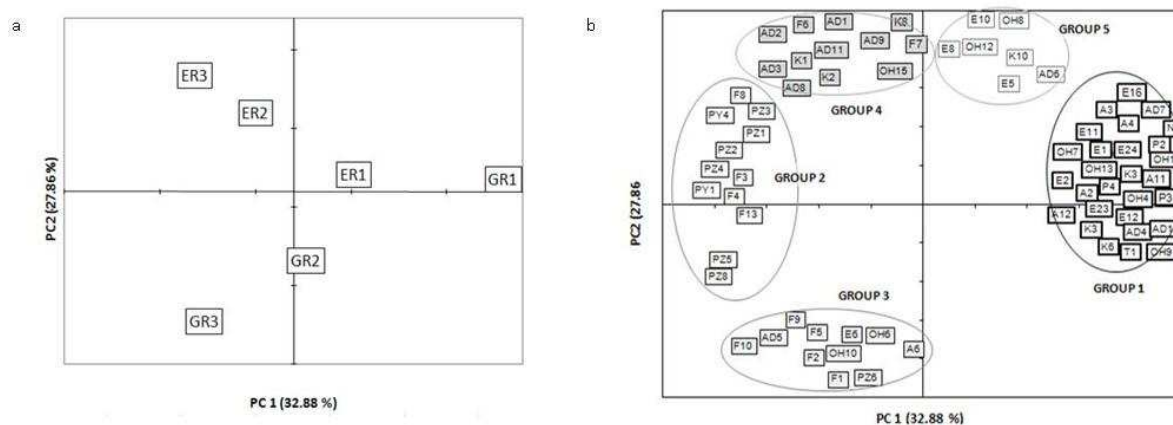 a
ER3
ER2
ER1
GR1
GR2
GR3
PC2 (27.86 %)
PC 1 (32.88 %)
b
E10 OH8
GROUP 5
E8 OH12
K10
E5 AD6
F6 AD1 K8
AD2
AD11 AD9 F7
AD3 K1
K2 OH15
AD8
GROUP 4
F8
PY4 PZ3
PZ1
PZ2
PZ4
F3
PY1
F4
F13
GROUP 2
PZ5
PZ8
GROUP 3
F9
F10 AD5 F5 E6 OH6
A6
F2 OH10
F1 PZ6
E16
A3 AD7
A4
E11
P2
OH7 E1 E24
OH13
K3 A11
E2
A2 P4
OH4 P3
A12 E23 E12
K3 AD4
K6 T1 OH9
GROUP 1
PC2 (27.86
PC 1 (32.88 %)